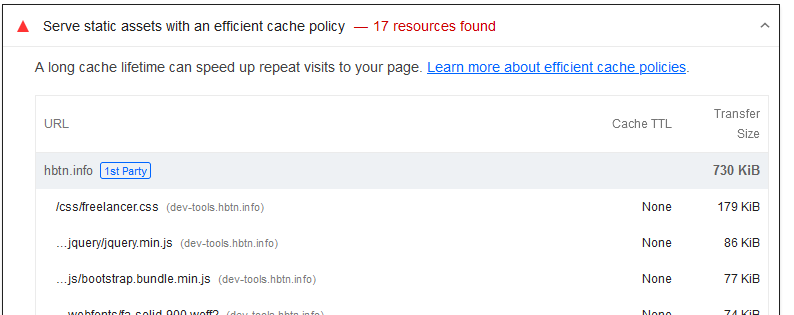 Serve static assets with an efficient cache policy — 17 resources found
A long cache lifetime can speed up repeat visits to your page. Learn more about efficient cache policies.
URL Cache TTL Transfer Size
hbtn.info 1st Party 730 KiB
/css/freelancer.css (dev-tools.hbtn.info) None 179 KiB
…jquery/jquery.min.js (dev-tools.hbtn.info) None 86 KiB
…js/bootstrap.bundle.min.js (dev-tools.hbtn.info) None 77 KiB
…webfonts/fa-solid-900.woff2 (dev-tools.hbtn.info) None 74 KiB